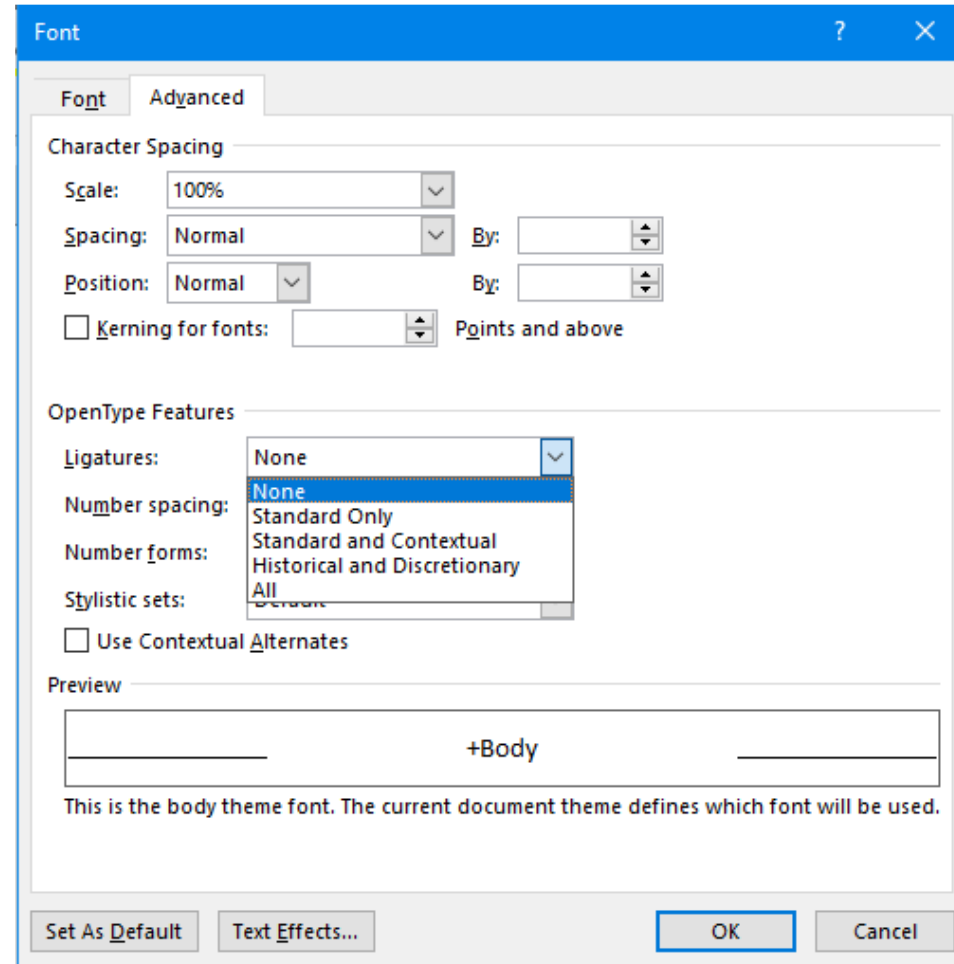 Font ?
Font Advanced
Character Spacing
Scale: 100%
Spacing: Normal By:
Position: Normal By:
Kerning for fonts: Points and above
OpenType Features
Ligatures: None
None
Number spacing:
Standard Only
Standard and Contextual
Number forms:
Historical and Discretionary
All
Stylistic sets: Default
Use Contextual Alternates
Preview
+Body
This is the body theme font. The current document theme defines which font will be used.
Set As Default Text Effects... OK Cancel